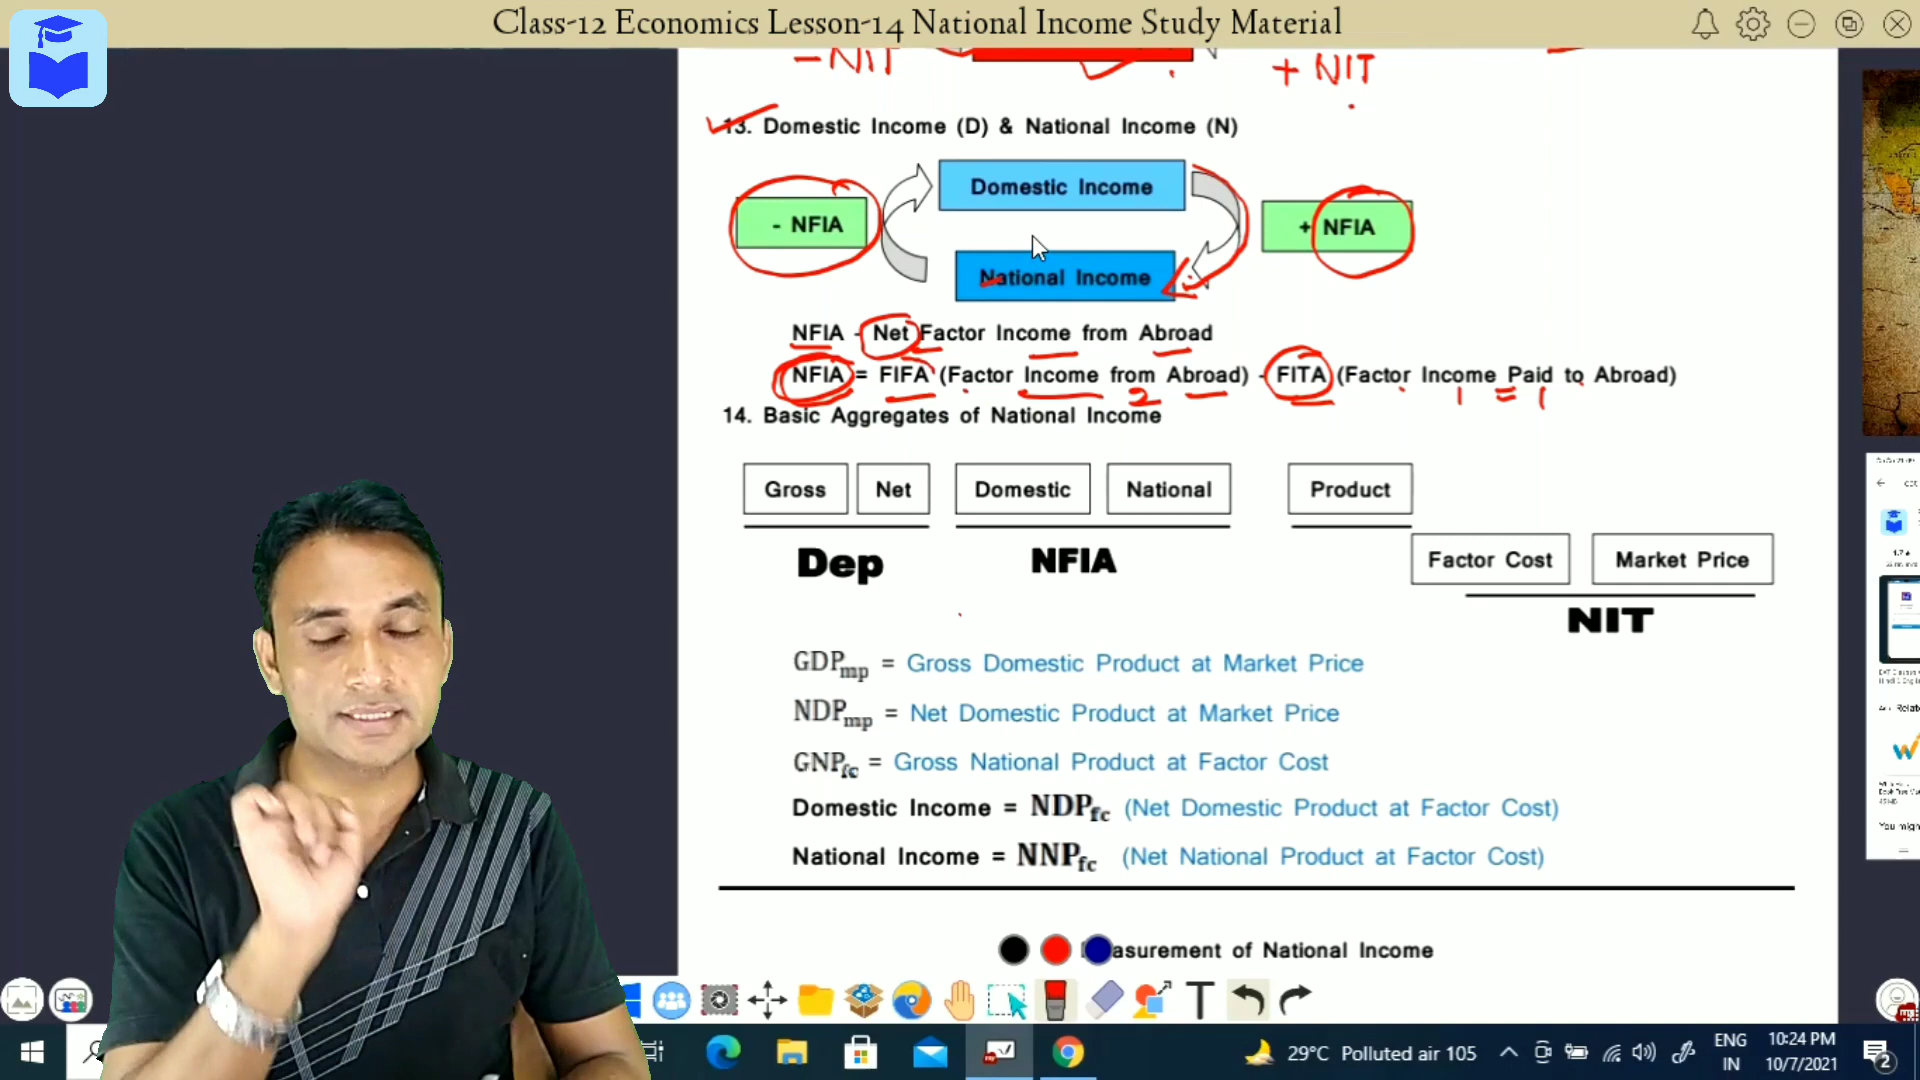 Class-12 Economics Lesson-14 National Income Study Material
- NIT
+ NIT
13. Domestic Income (D) & National Income (N)
Domestic Income
- NFIA
+ NFIA
National Income
NFIA - Net Factor Income from Abroad
NFIA = FIFA (Factor Income from Abroad) - FITA (Factor Income Paid to Abroad)
2 1 = 1
14. Basic Aggregates of National Income
Gross Net Domestic National Product
Factor Cost Market Price
Dep NFIA
NIT
GDPmp = Gross Domestic Product at Market Price
NDPmp = Net Domestic Product at Market Price
GNPfc = Gross National Product at Factor Cost
Domestic Income = NDPfc (Net Domestic Product at Factor Cost)
National Income = NNPfc (Net National Product at Factor Cost)
asurement of National Income
T
29°C Polluted air 105
ENG
IN
10:24 PM
10/7/2021
2